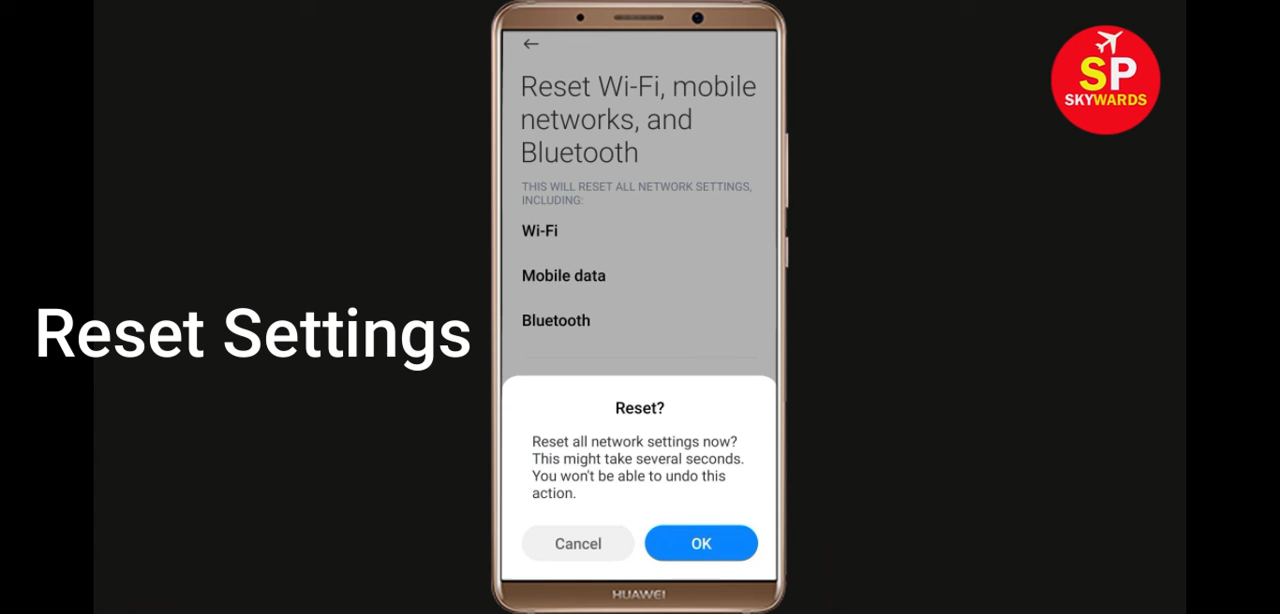 SP
SKYWARDS
Reset Wi-Fi, mobile
networks, and
Bluetooth
THIS WILL RESET ALL NETWORK SETTINGS,
INCLUDING:
Wi-Fi
Mobile data
Bluetooth
Reset Settings
Reset?
Reset all network settings now?
This might take several seconds.
You won't be able to undo this
action.
Cancel
OK
HUAWEI